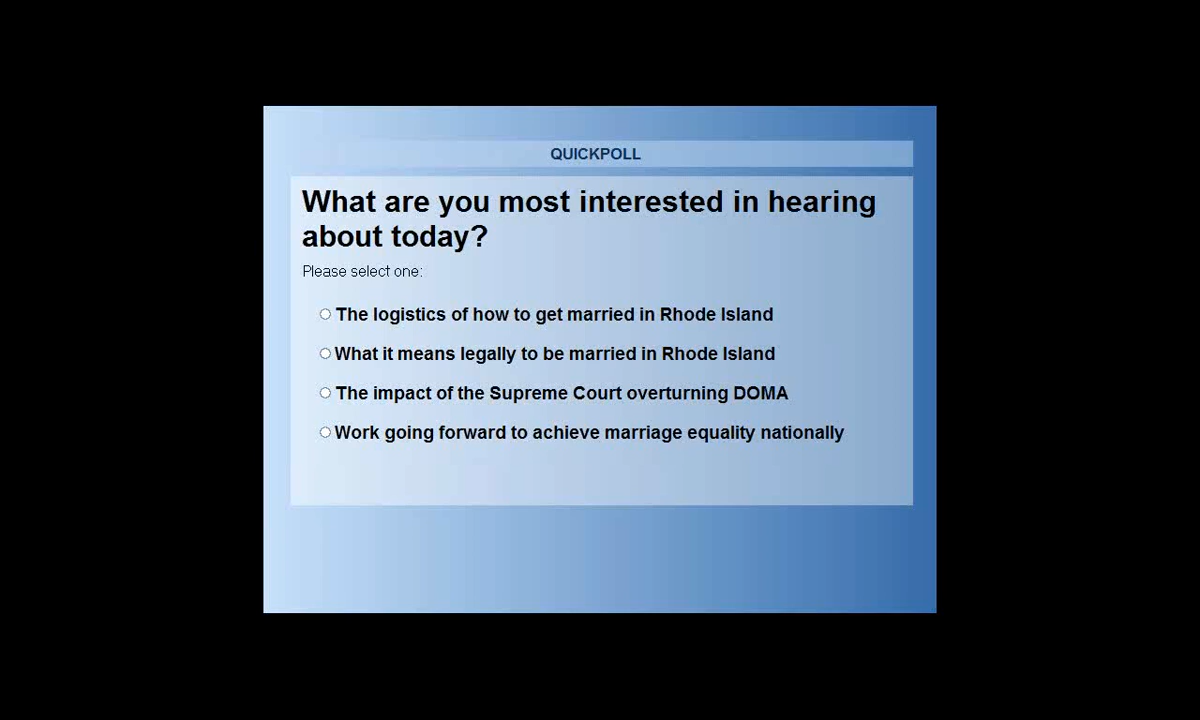 QUICKPOLL
What are you most interested in hearing
about today?
Please select one:
The logistics of how to get married in Rhode Island
What it means legally to be married in Rhode Island
The impact of the Supreme Court overturning DOMA
Work going forward to achieve marriage equality nationally